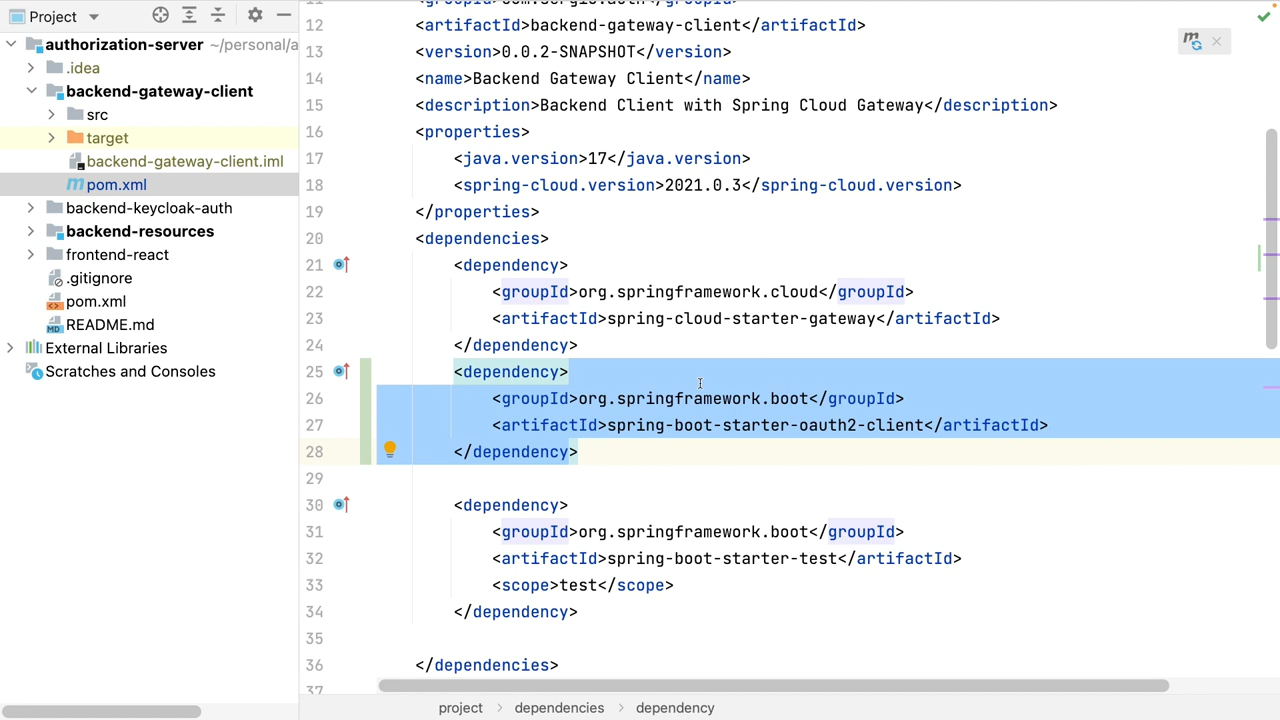 Project
authorization-server ~/personal/a
.idea
backend-gateway-client
src
target
backend-gateway-client.iml
pom.xml
backend-keycloak-auth
backend-resources
frontend-react
.gitignore
pom.xml
README.md
External Libraries
Scratches and Consoles
12 <artifactId>backend-gateway-client</artifactId>
13 <version>0.0.2-SNAPSHOT</version>
14 <name>Backend Gateway Client</name>
15 <description>Backend Client with Spring Cloud Gateway</description>
16 <properties>
17 <java.version>17</java.version>
18 <spring-cloud.version>2021.0.3</spring-cloud.version>
19 </properties>
20 <dependencies>
21 <dependency>
22 <groupId>org.springframework.cloud</groupId>
23 <artifactId>spring-cloud-starter-gateway</artifactId>
24 </dependency>
25 <dependency>
26 <groupId>org.springframework.boot</groupId>
27 <artifactId>spring-boot-starter-oauth2-client</artifactId>
28 </dependency>
29
30 <dependency>
31 <groupId>org.springframework.boot</groupId>
32 <artifactId>spring-boot-starter-test</artifactId>
33 <scope>test</scope>
34 </dependency>
35
36 </dependencies>
37
project > dependencies > dependency